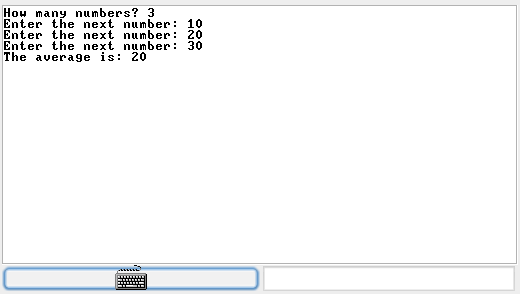 How many numbers? 3
Enter the next number: 10
Enter the next number: 20
Enter the next number: 30
The average is: 20